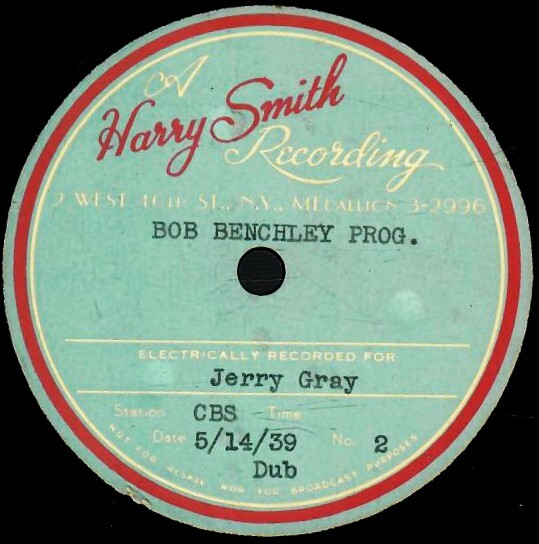 A
Harry Smith
Recording
2 WEST 46TH ST., N.Y., MEDALLION 3-2996
BOB BENCHLEY PROG.
ELECTRICALLY RECORDED FOR
Jerry Gray
Station CBS Time
Date 5/14/39 No. 2
Dub
NOT FOR RESALE NOR FOR BROADCAST PURPOSES